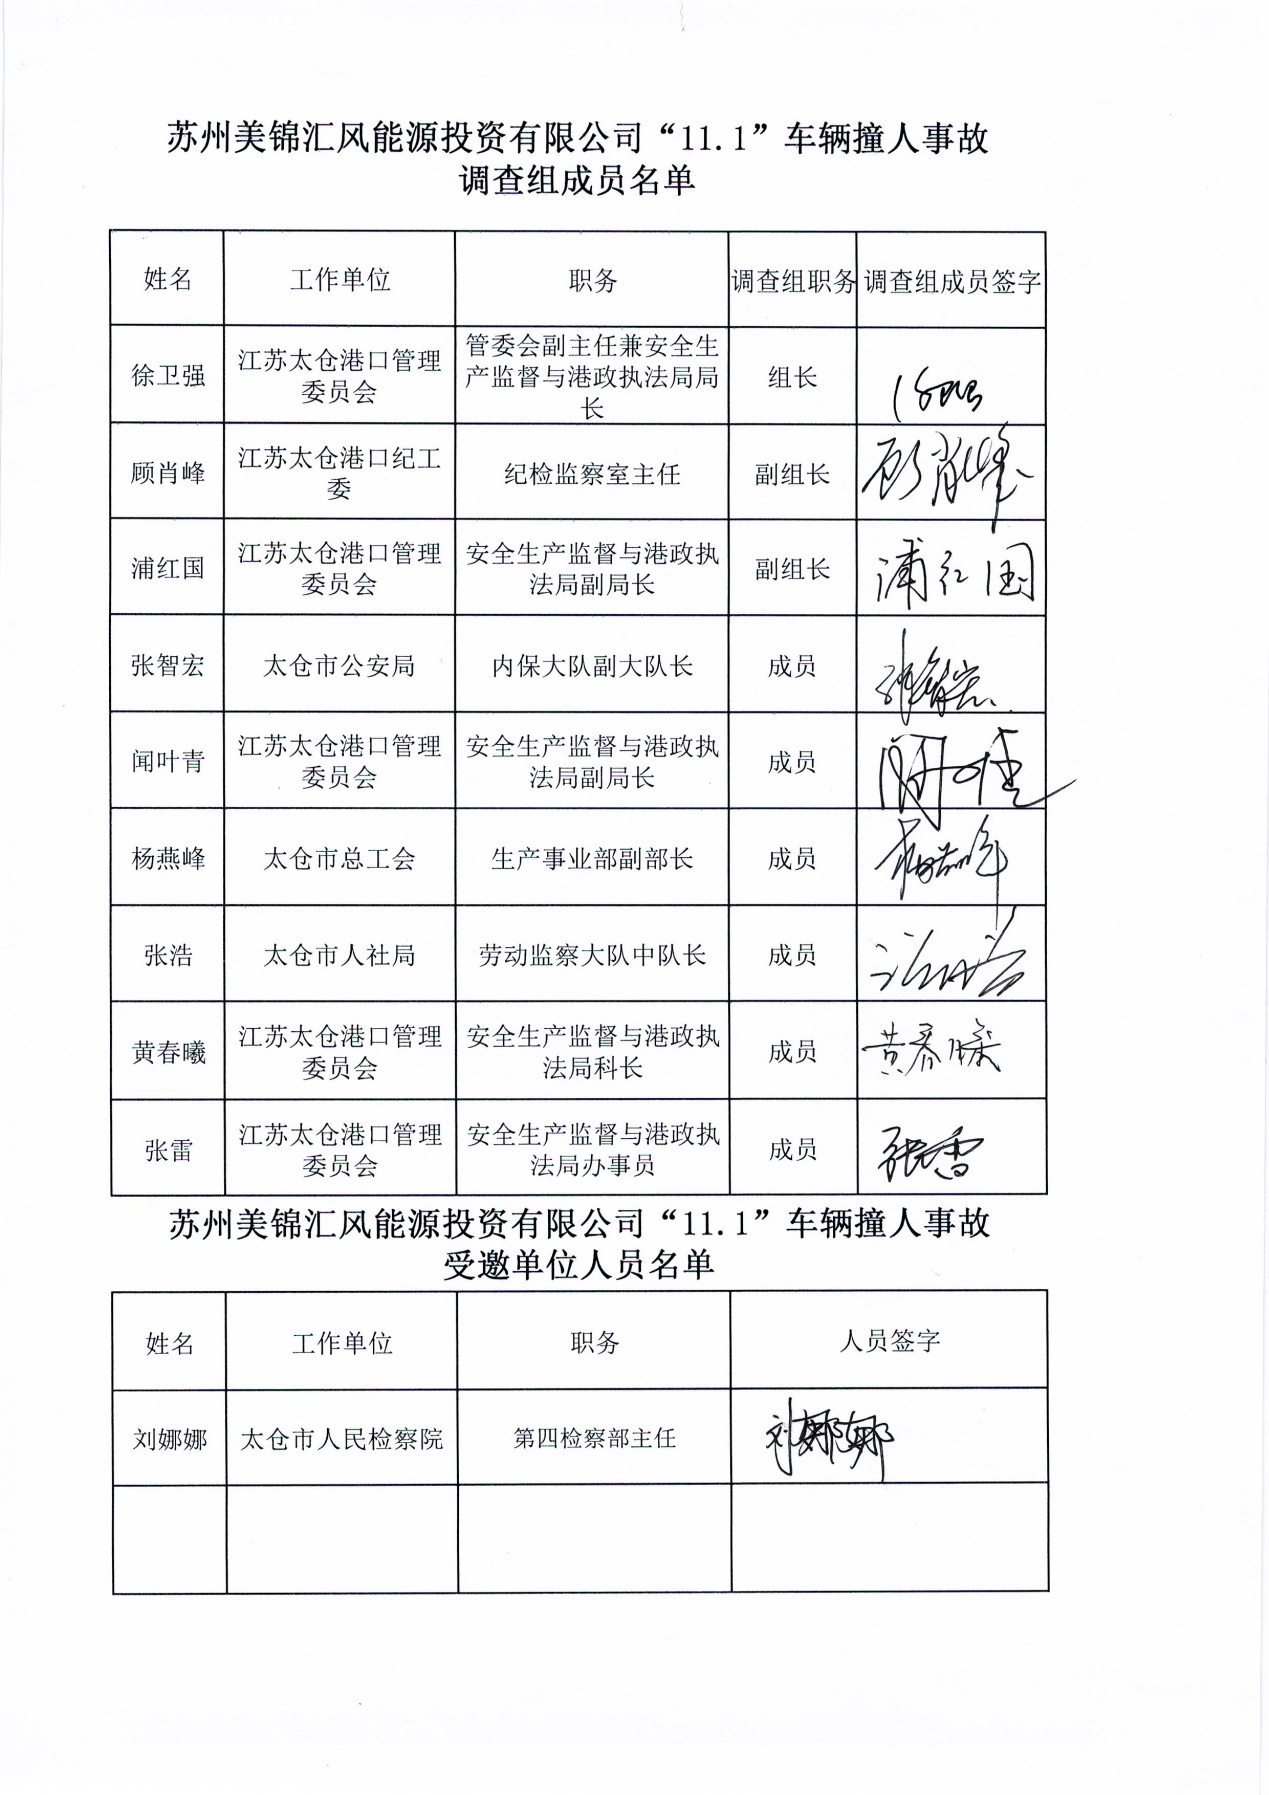 苏州美锦汇风能源投资有限公司“11.1”车辆撞人事故
调查组成员名单
姓名 工作单位 职务 调查组职务 调查组成员签字
徐卫强 江苏太仓港口管理委员会 管委会副主任兼安全生产监督与港政执法局局长 组长
顾肖峰 江苏太仓港口纪工委 纪检监察室主任 副组长 顾肖峰
浦红国 江苏太仓港口管理委员会 安全生产监督与港政执法局副局长 副组长 浦红国
张智宏 太仓市公安局 内保大队副大队长 成员 张智宏
闻叶青 江苏太仓港口管理委员会 安全生产监督与港政执法局副局长 成员
杨燕峰 太仓市总工会 生产事业部副部长 成员
张浩 太仓市人社局 劳动监察大队中队长 成员
黄春曦 江苏太仓港口管理委员会 安全生产监督与港政执法局科长 成员 黄春曦
张雷 江苏太仓港口管理委员会 安全生产监督与港政执法局办事员 成员 张雷
苏州美锦汇风能源投资有限公司“11.1”车辆撞人事故
受邀单位人员名单
姓名 工作单位 职务 人员签字
刘娜娜 太仓市人民检察院 第四检察部主任 刘娜娜